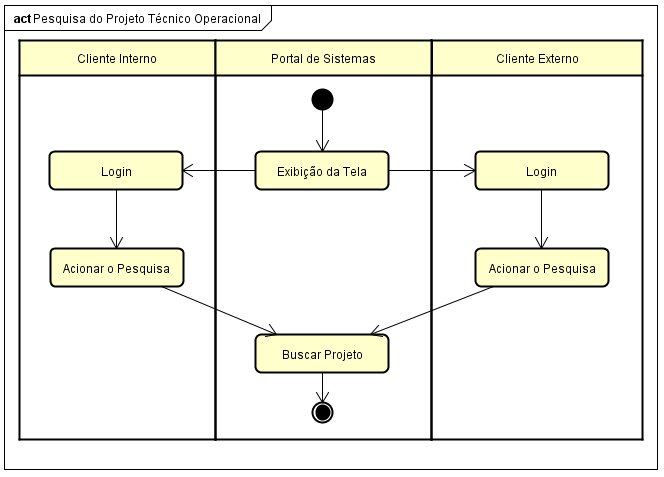 act Pesquisa do Projeto Técnico Operacional
Cliente Interno
Portal de Sistemas
Cliente Externo
Login
Exibição da Tela
Login
Acionar o Pesquisa
Acionar o Pesquisa
Buscar Projeto